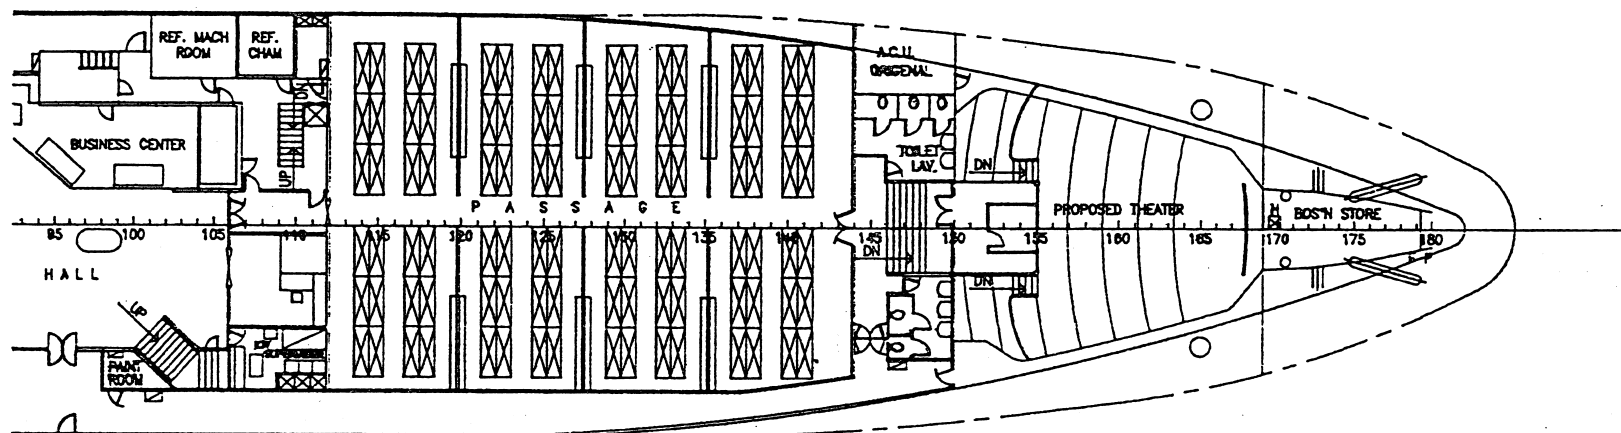 REF. MACH
ROOM
REF.
CHAM
A.C.U.
ORIGENAL
DN
BUSINESS CENTER
UP
TOILET
LAV.
DN
PASSAGE
PROPOSED THEATER
BOS'N STORE
95 100 105 110 115 120 125 130 135 140 145 150 155 160 165 170 175 180
HALL
DN
DN
UP
PAINT
ROOM